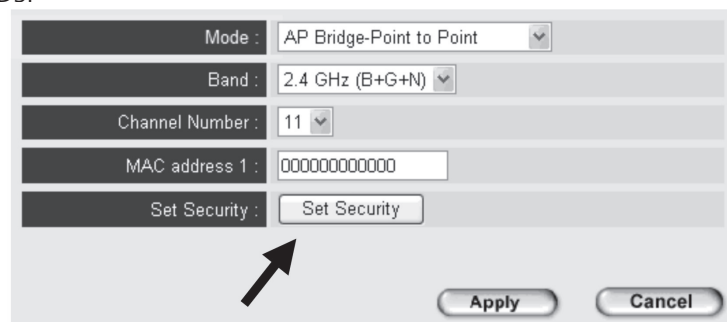 Mode : AP Bridge-Point to Point
Band : 2.4 GHz (B+G+N)
Channel Number : 11
MAC address 1 : 000000000000
Set Security : Set Security
Apply Cancel